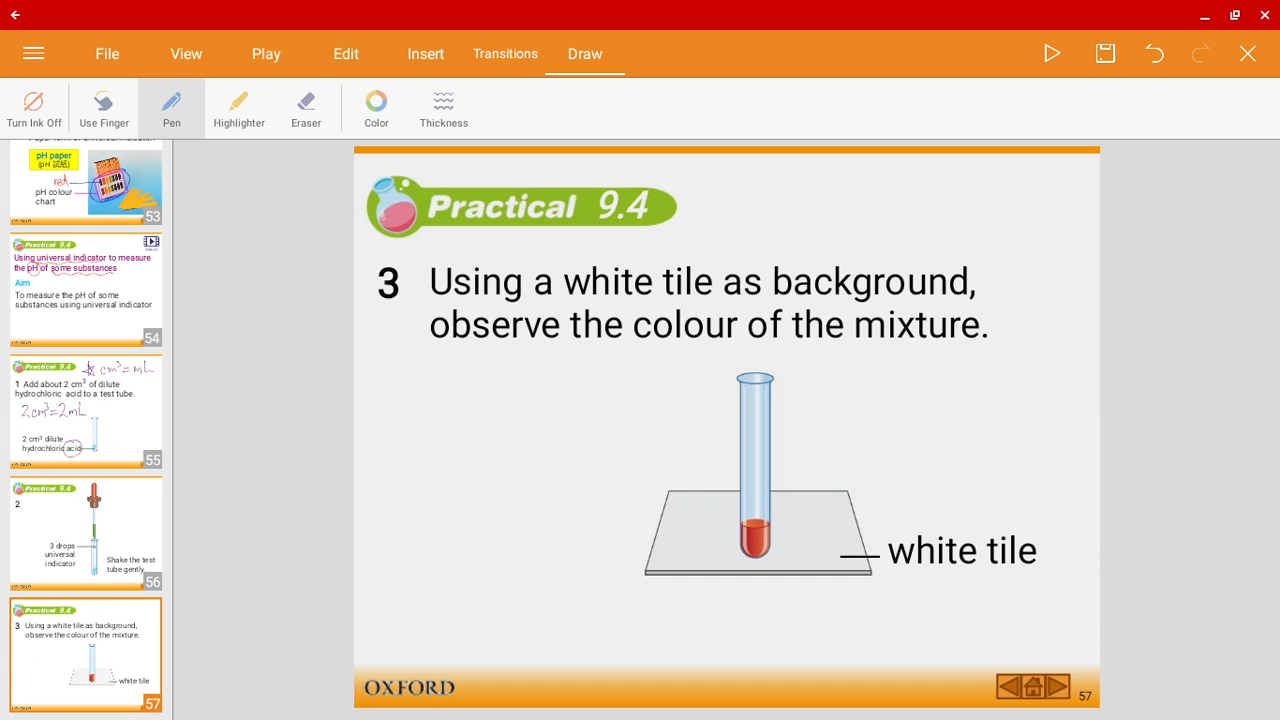 File View Play Edit Insert Transitions Draw
Turn Ink Off Use Finger Pen Highlighter Eraser Color Thickness
pH paper
(pH 試紙)
red
pH colour
chart
53
Practical 9.4
Using universal indicator to measure
the pH of some substances
Aim
To measure the pH of some
substances using universal indicator
54
Practical 9.4
cm³ = mL
1 Add about 2 cm³ of dilute
hydrochloric acid to a test tube.
2cm³=2mL
2 cm³ dilute
hydrochloric acid
55
Practical 9.4
2
3 drops
universal
indicator
Shake the test
tube gently.
56
Practical 9.4
3 Using a white tile as background,
observe the colour of the mixture.
white tile
57
Practical 9.4
3 Using a white tile as background,
observe the colour of the mixture.
white tile
OXFORD
57